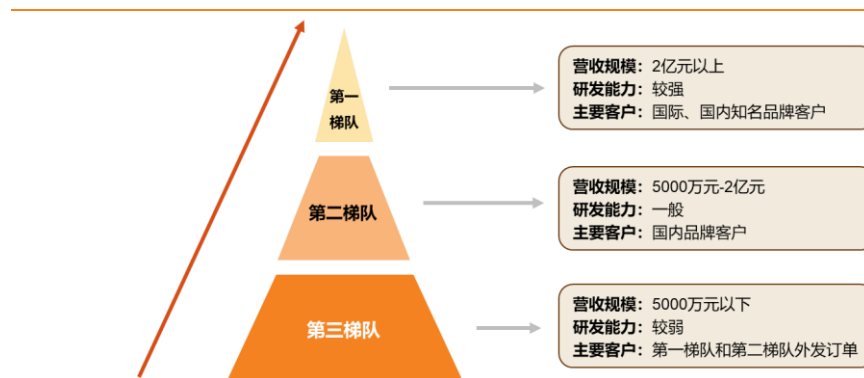 第一
梯队
营收规模：2亿元以上
研发能力：较强
主要客户：国际、国内知名品牌客户
第二梯队
营收规模：5000万元-2亿元
研发能力：一般
主要客户：国内品牌客户
第三梯队
营收规模：5000万元以下
研发能力：较弱
主要客户：第一梯队和第二梯队外发订单